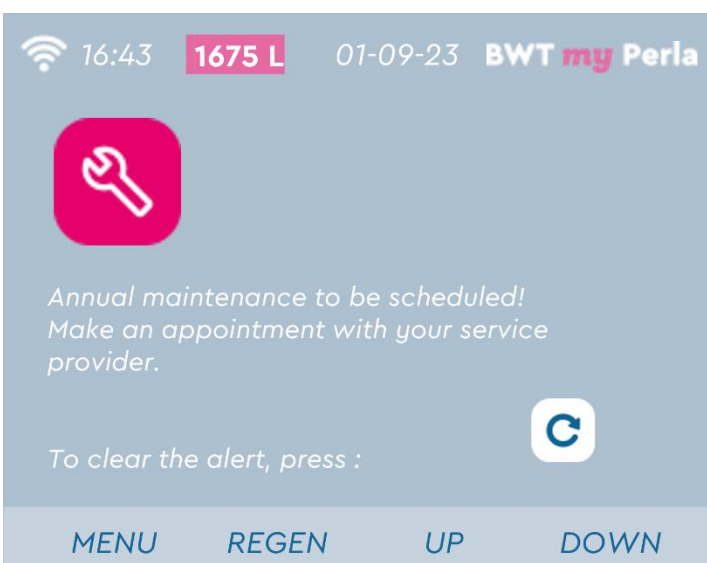 16:43 1675 L 01-09-23 BWT my Perla
Annual maintenance to be scheduled!
Make an appointment with your service
provider.
To clear the alert, press :
MENU REGEN UP DOWN